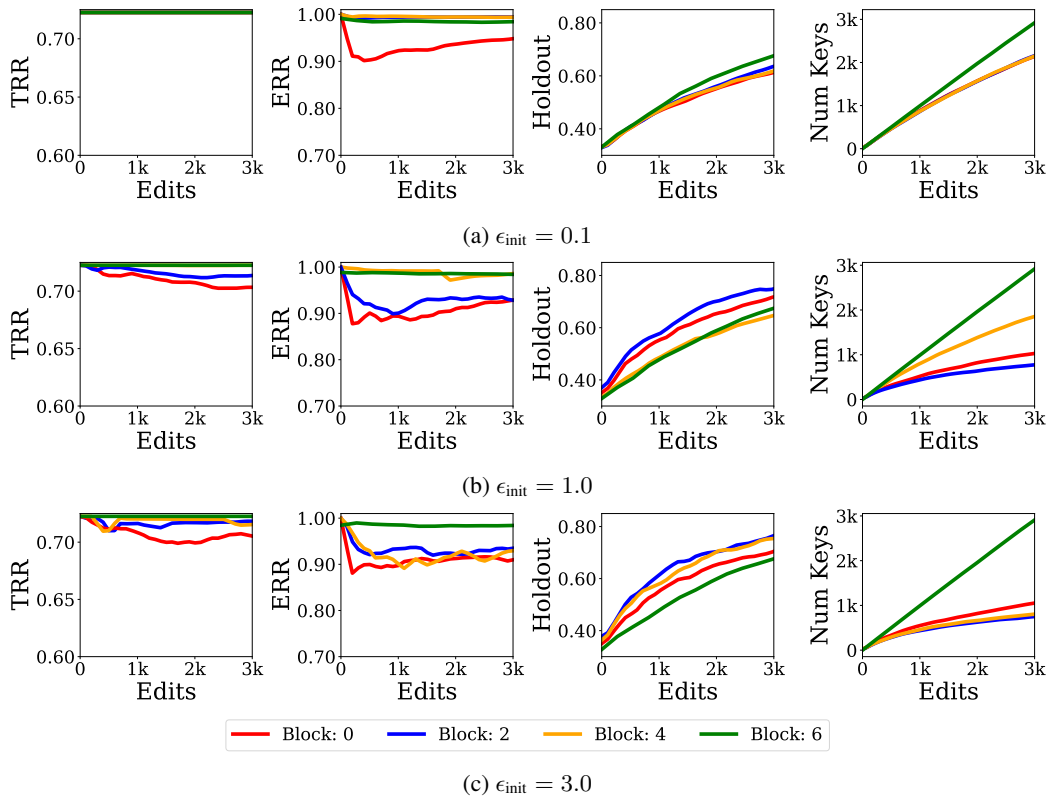 TRR
0.70
0.65
0.60
0 1k 2k 3k
Edits
ERR
1.00
0.90
0.80
0.70
0 1k 2k 3k
Edits
Holdout
0.80
0.60
0.40
0 1k 2k 3k
Edits
Num Keys
3k
2k
1k
0
0 1k 2k 3k
Edits
(a) ϵinit = 0.1
TRR
0.70
0.65
0.60
0 1k 2k 3k
Edits
ERR
1.00
0.90
0.80
0.70
0 1k 2k 3k
Edits
Holdout
0.80
0.60
0.40
0 1k 2k 3k
Edits
Num Keys
3k
2k
1k
0
0 1k 2k 3k
Edits
(b) ϵinit = 1.0
TRR
0.70
0.65
0.60
0 1k 2k 3k
Edits
ERR
1.00
0.90
0.80
0.70
0 1k 2k 3k
Edits
Holdout
0.80
0.60
0.40
0 1k 2k 3k
Edits
Num Keys
3k
2k
1k
0
0 1k 2k 3k
Edits
Block: 0 Block: 2 Block: 4 Block: 6
(c) ϵinit = 3.0